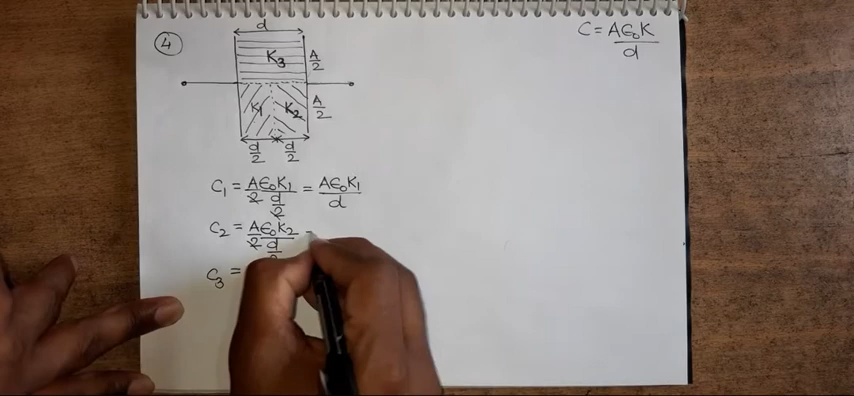 4
d
C = Aε₀K/d
K3
A/2
K1
K2
A/2
d/2 d/2
C1 = Aε₀K1/(2 d/2) = Aε₀K1/d
C2 = Aε₀K2/(2 d/2) =
C3 =